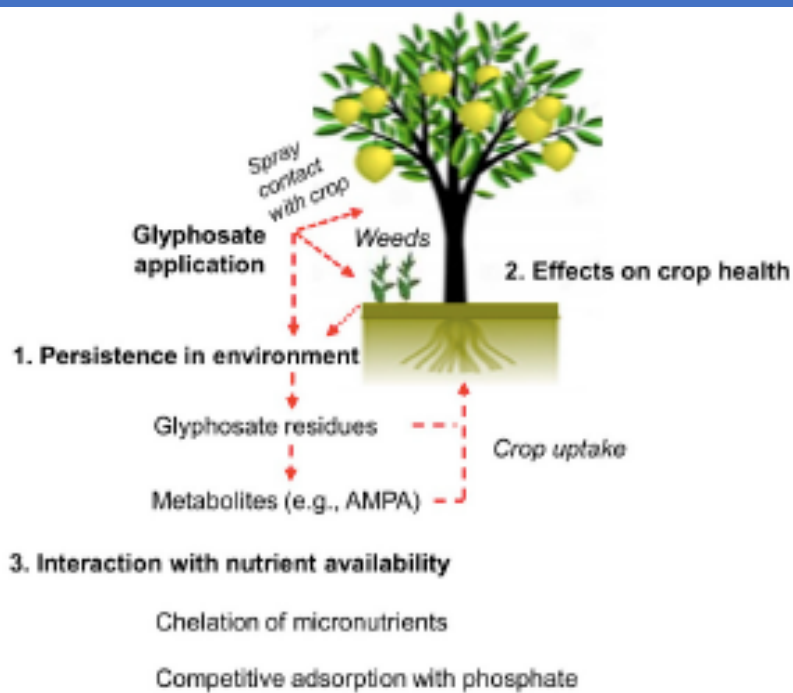 Spray
contact
with crop
Glyphosate
application
Weeds
2. Effects on crop health
1. Persistence in environment
Glyphosate residues
Crop uptake
Metabolites (e.g., AMPA)
3. Interaction with nutrient availability
Chelation of micronutrients
Competitive adsorption with phosphate